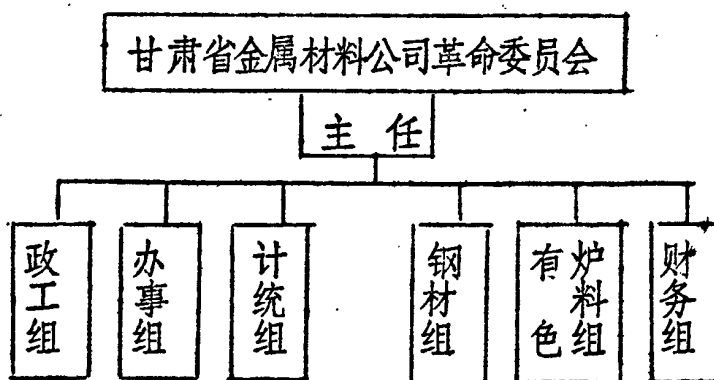 甘肃省金属材料公司革命委员会
主任
政工组
办事组
计统组
钢材组
有色
炉料组
财务组